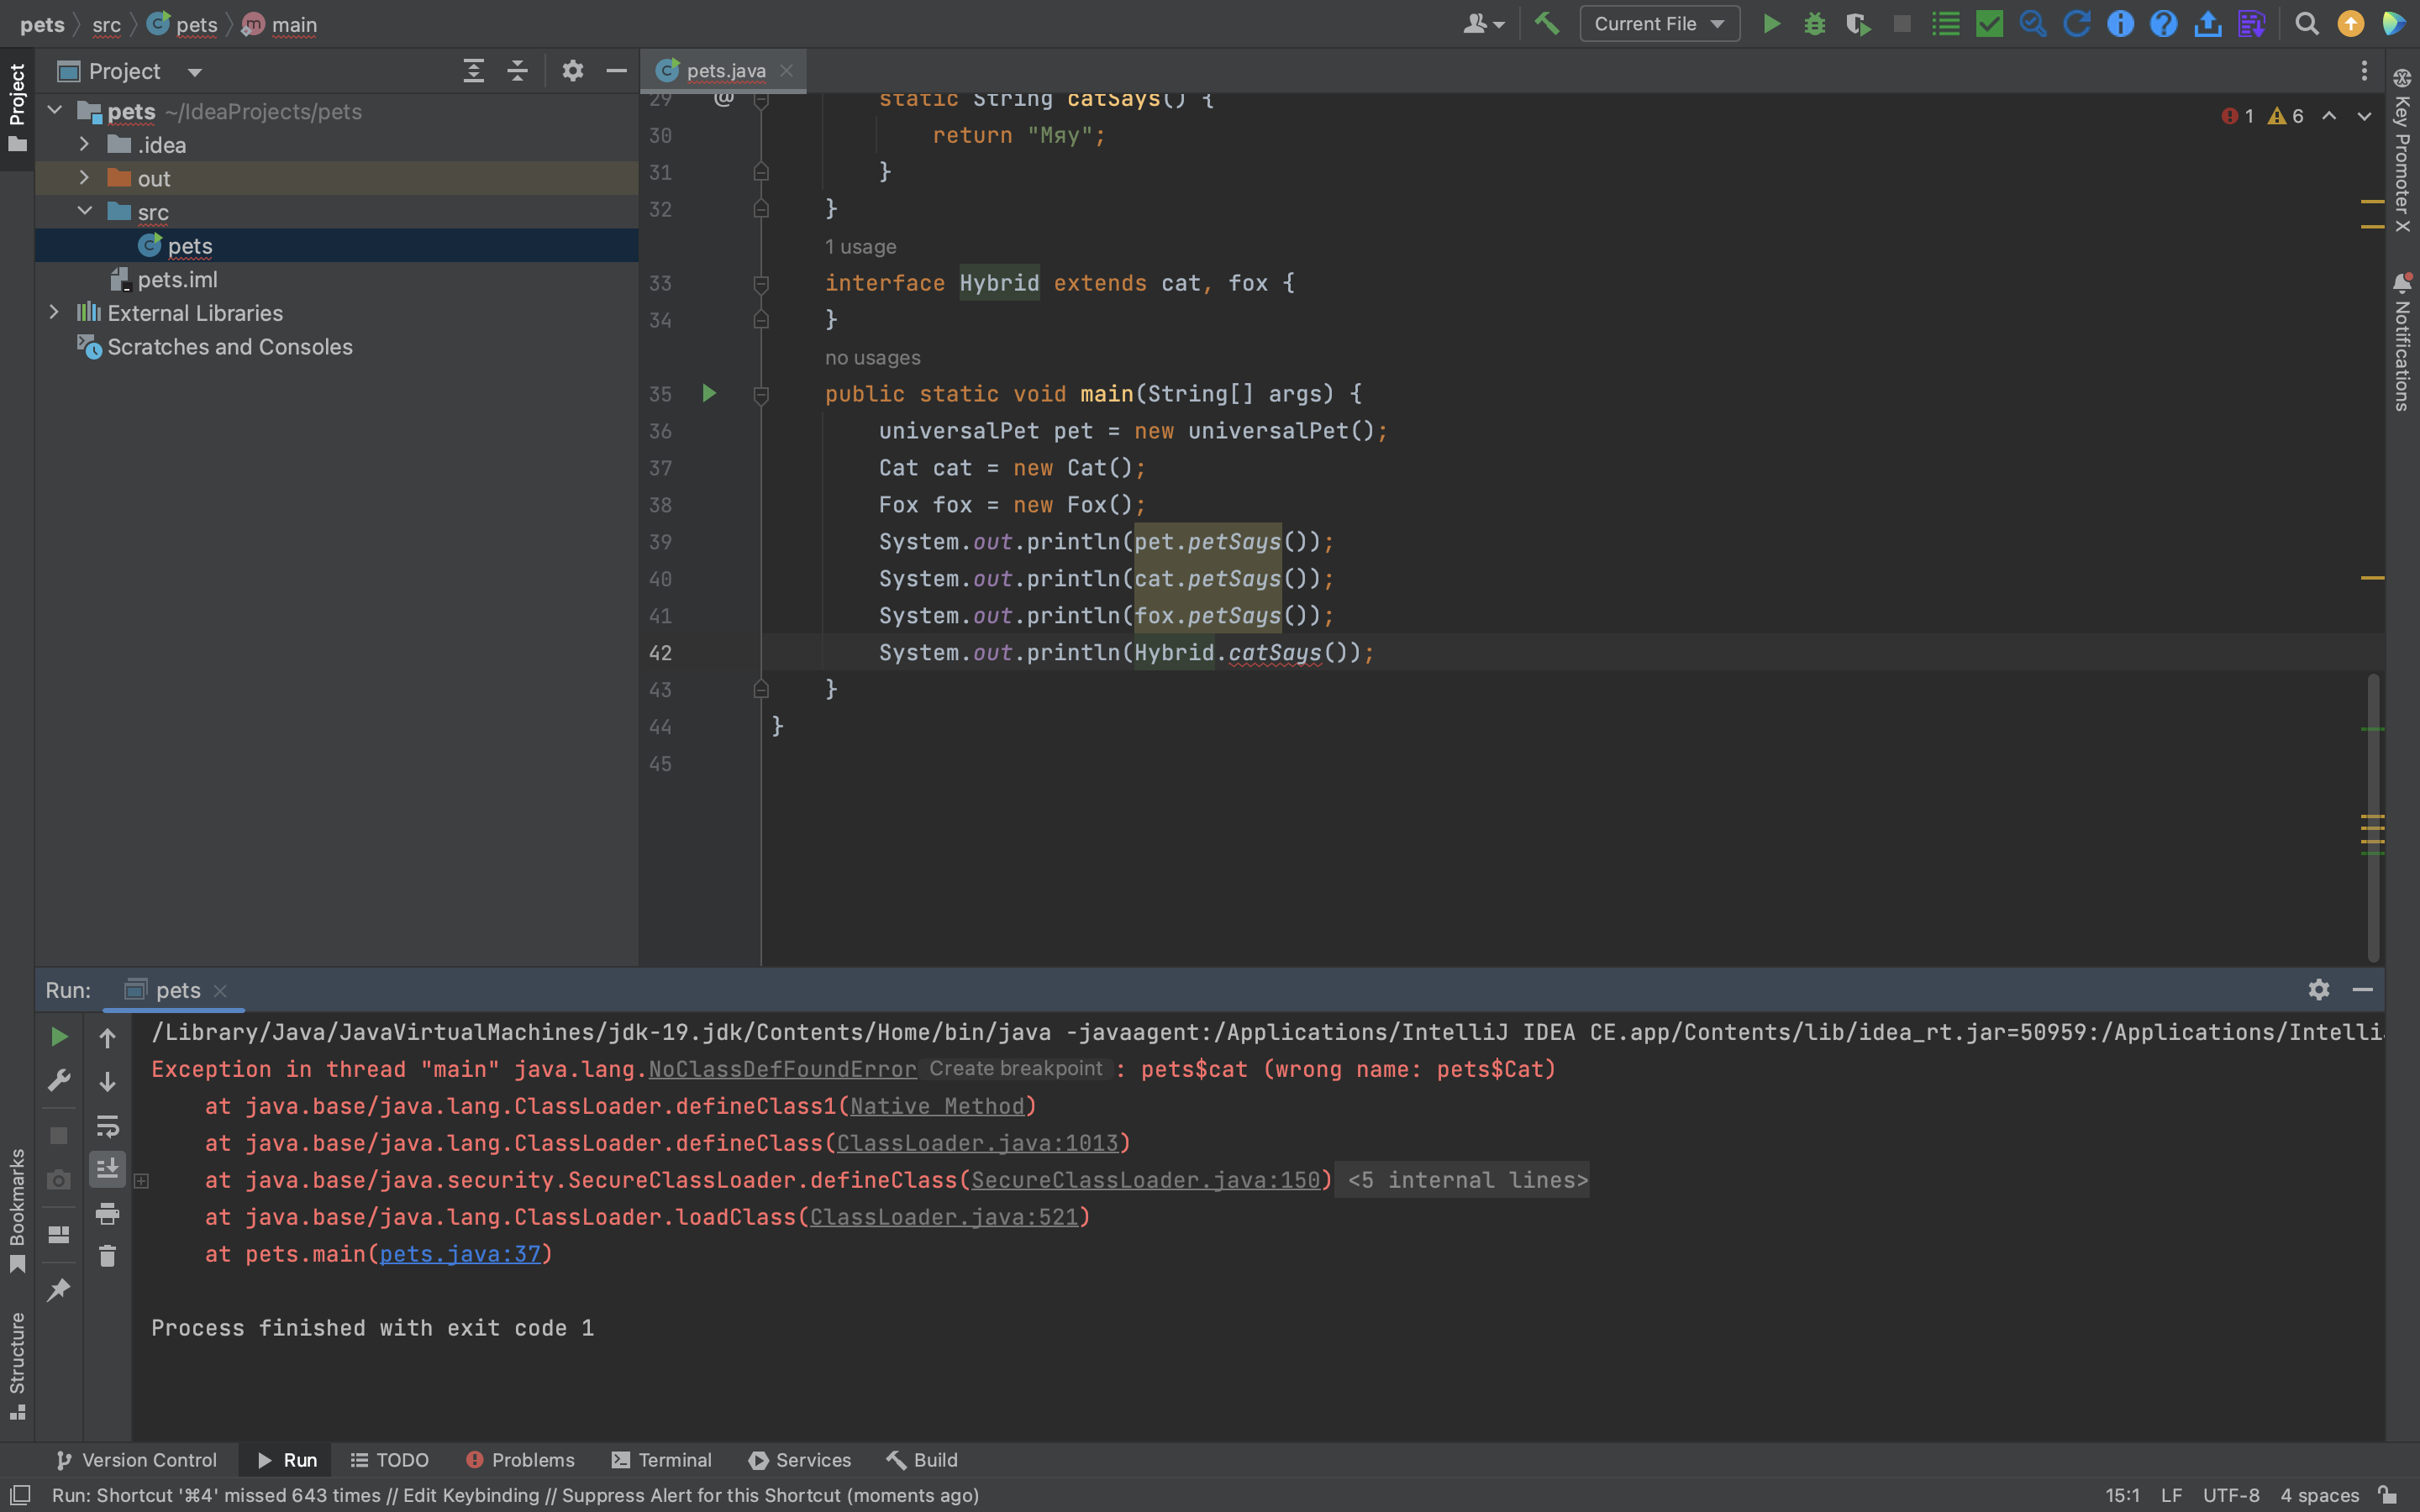 pets src pets main
Current File
Project
pets.java
Project
pets ~/IdeaProjects/pets
.idea
out
src
pets
pets.iml
External Libraries
Scratches and Consoles
29 @ static String catSays() {
30 return "Мяу";
31 }
32 }
1 usage
33 interface Hybrid extends cat, fox {
34 }
no usages
35 public static void main(String[] args) {
36 universalPet pet = new universalPet();
37 Cat cat = new Cat();
38 Fox fox = new Fox();
39 System.out.println(pet.petSays());
40 System.out.println(cat.petSays());
41 System.out.println(fox.petSays());
42 System.out.println(Hybrid.catSays());
43 }
44 }
45
1 6
Key Promoter X
Notifications
Run: pets
/Library/Java/JavaVirtualMachines/jdk-19.jdk/Contents/Home/bin/java -javaagent:/Applications/IntelliJ IDEA CE.app/Contents/lib/idea_rt.jar=50959:/Applications/Intelli
Exception in thread "main" java.lang.NoClassDefFoundError Create breakpoint : pets$cat (wrong name: pets$Cat)
at java.base/java.lang.ClassLoader.defineClass1(Native Method)
at java.base/java.lang.ClassLoader.defineClass(ClassLoader.java:1013)
at java.base/java.security.SecureClassLoader.defineClass(SecureClassLoader.java:150) <5 internal lines>
at java.base/java.lang.ClassLoader.loadClass(ClassLoader.java:521)
at pets.main(pets.java:37)
Process finished with exit code 1
Bookmarks
Structure
Version Control Run TODO Problems Terminal Services Build
Run: Shortcut '⌘4' missed 643 times // Edit Keybinding // Suppress Alert for this Shortcut (moments ago)
15:1 LF UTF-8 4 spaces